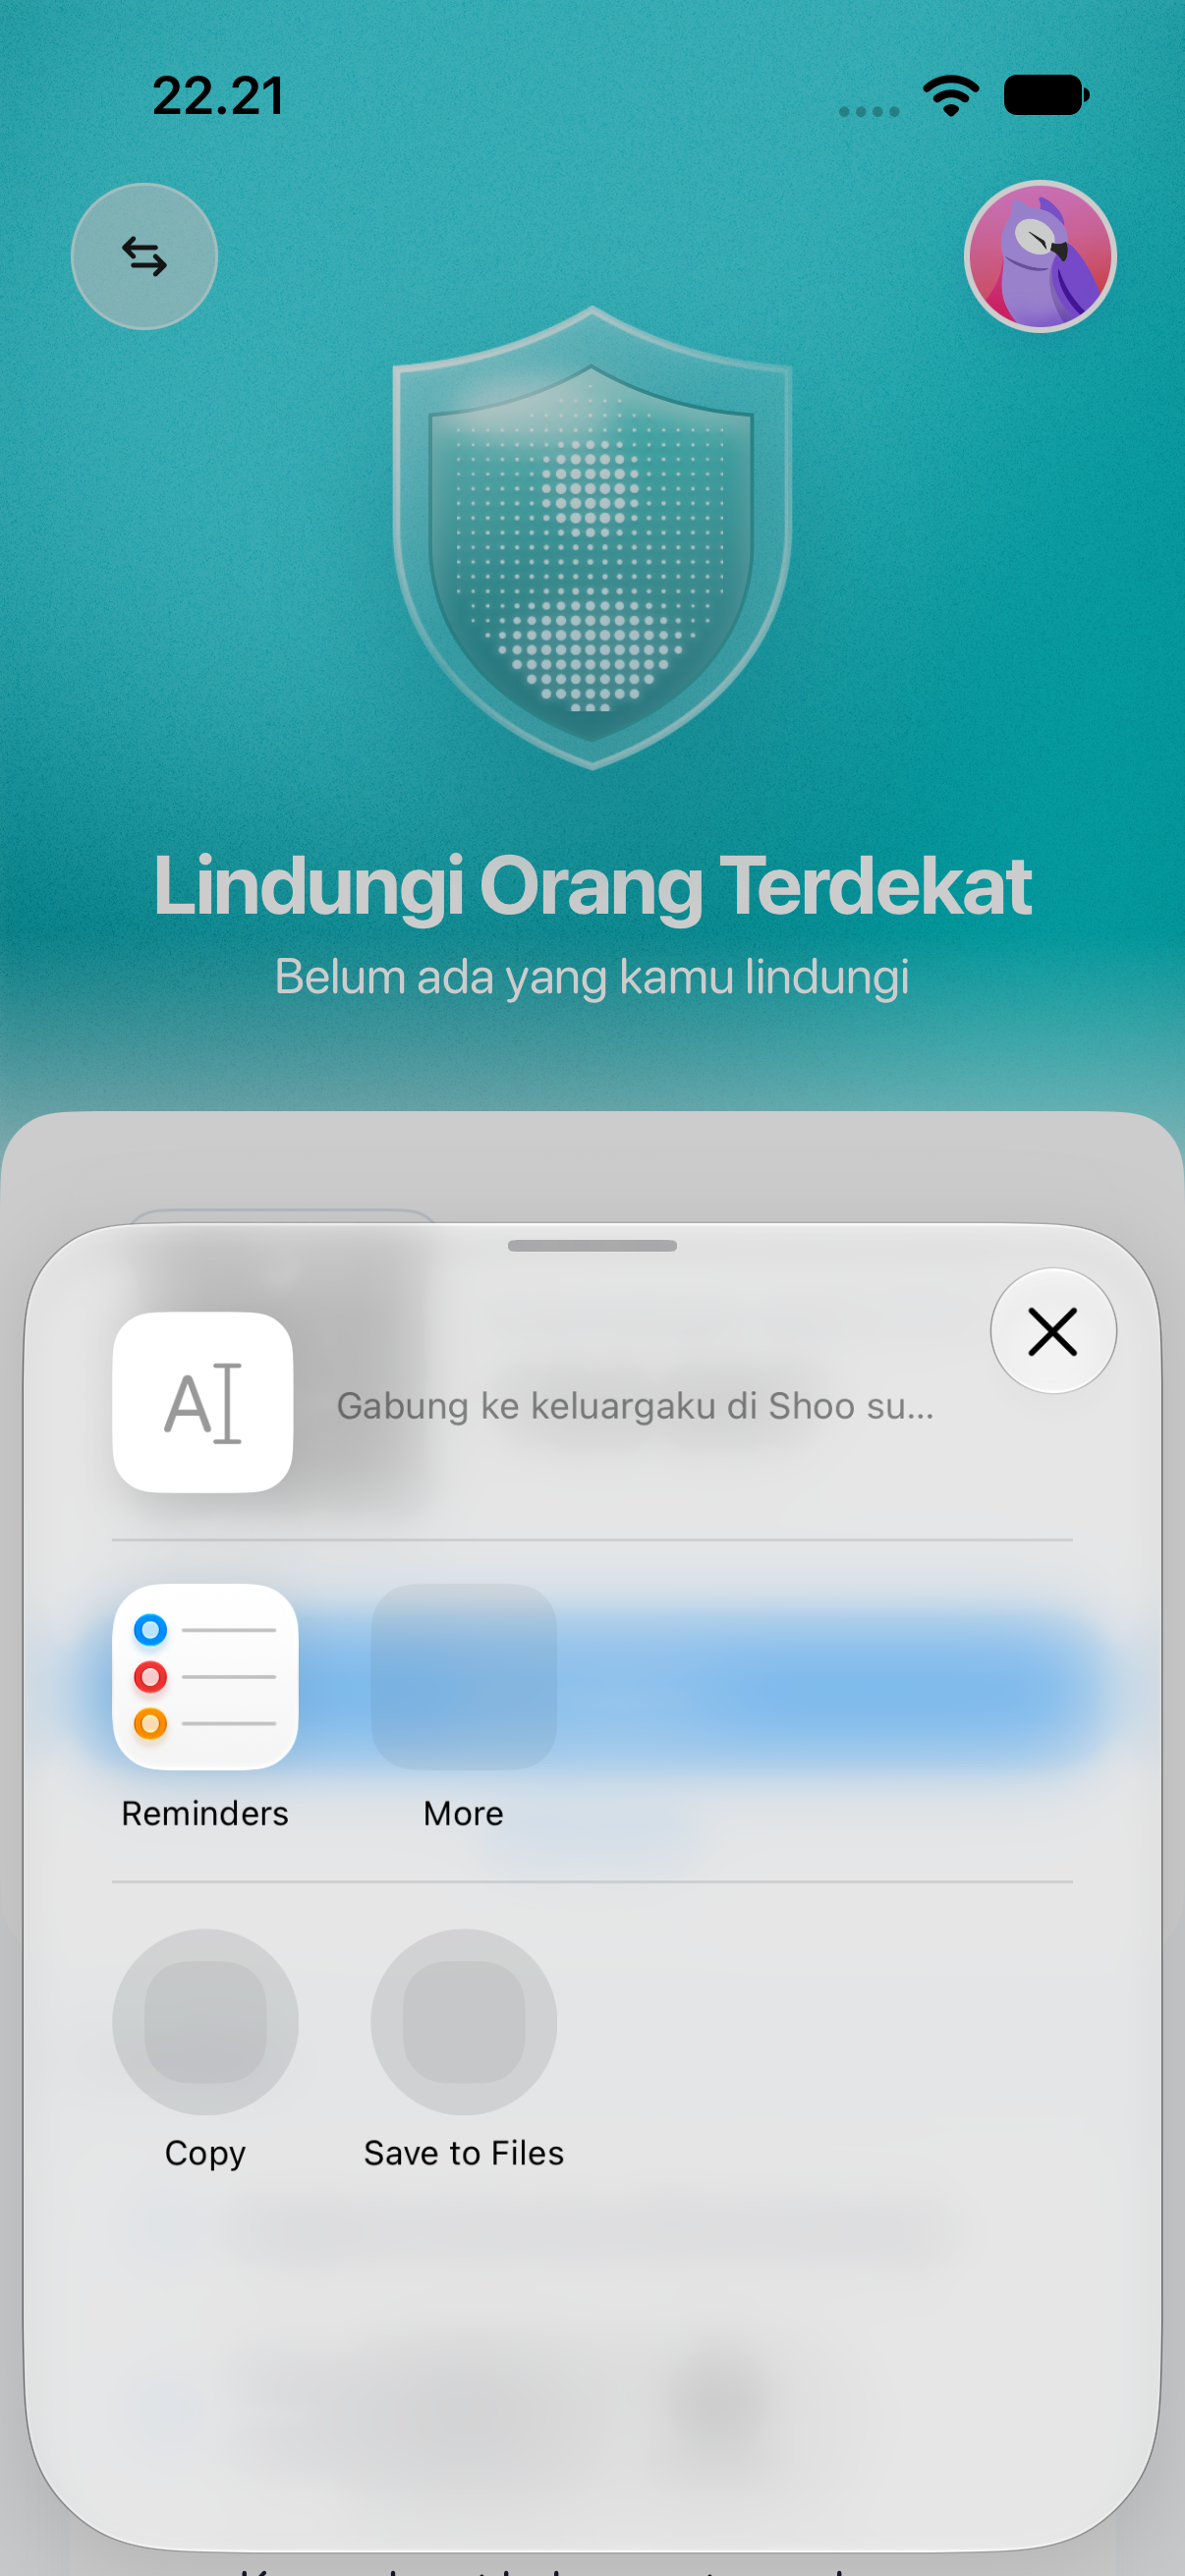 22.21
Lindungi Orang Terdekat
Belum ada yang kamu lindungi
Gabung ke keluargaku di Shoo su...
Reminders
More
Copy
Save to Files